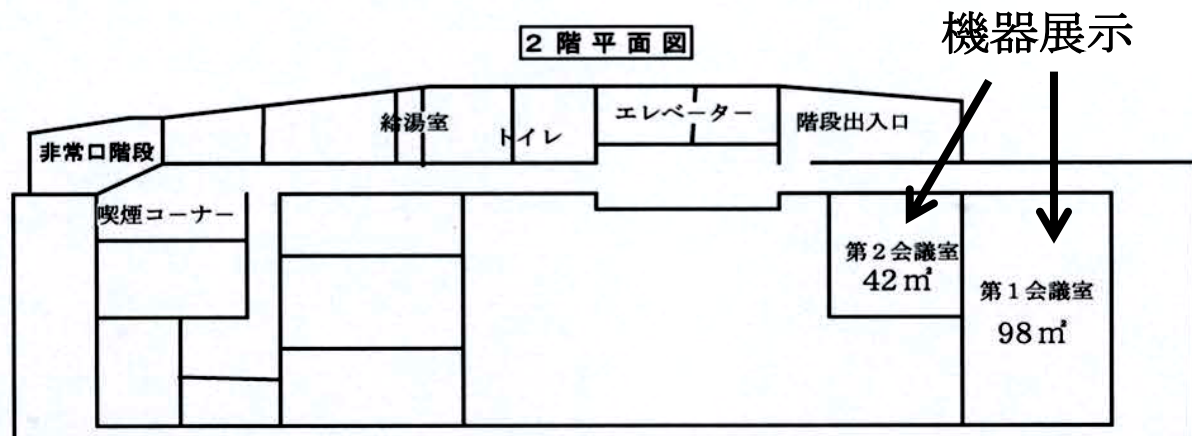 機器展示
2階平面図
給湯室
トイレ
エレベーター
階段出入口
非常口階段
喫煙コーナー
第2会議室
42㎡
第1会議室
98㎡